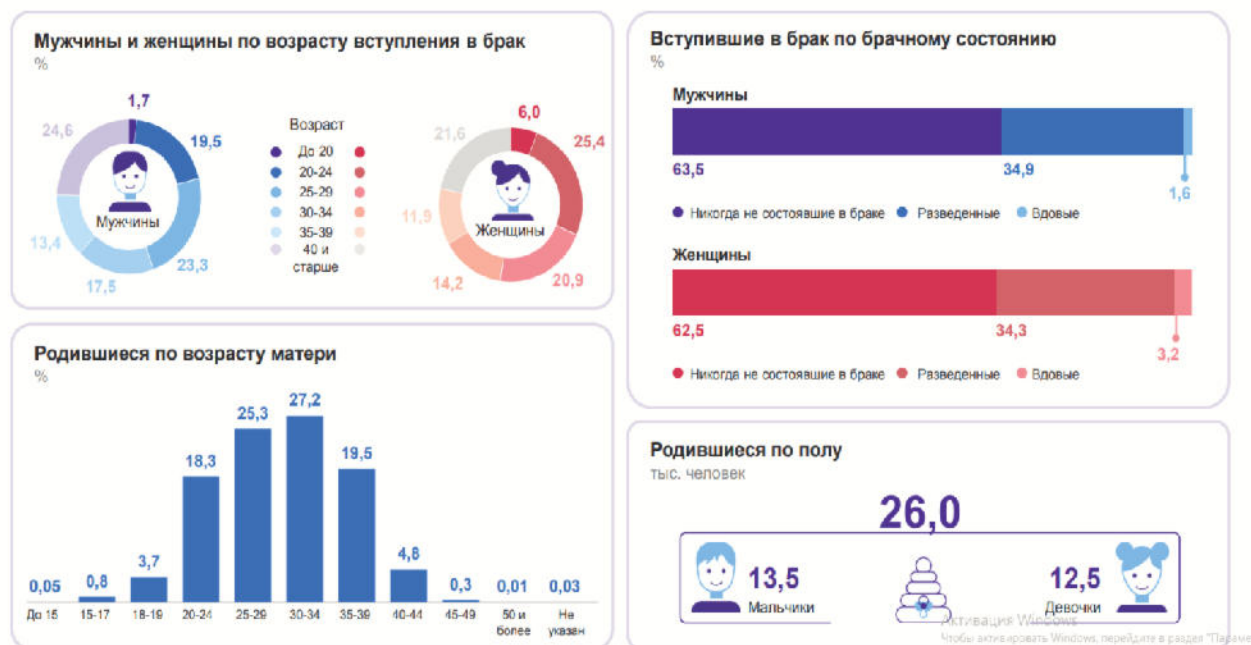 Мужчины и женщины по возрасту вступления в брак
%
1,7
19,5
23,3
17,5
13,4
24,6
Мужчины
Возраст
До 20
20-24
25-29
30-34
35-39
40 и
старше
6,0
25,4
20,9
14,2
11,9
21,6
Женщины
Вступившие в брак по брачному состоянию
%
Мужчины
63,5
34,9
1,6
Никогда не состоявшие в браке
Разведенные
Вдовые
Женщины
62,5
34,3
3,2
Никогда не состоявшие в браке
Разведенные
Вдовые
Родившиеся по возрасту матери
%
0,05
0,8
3,7
18,3
25,3
27,2
19,5
4,8
0,3
0,01
0,03
До 15
15-17
18-19
20-24
25-29
30-34
35-39
40-44
45-49
50 и
более
Не
указан
Родившиеся по полу
тыс. человек
26,0
13,5
Мальчики
12,5
Девочки
Активация Windows
Чтобы активировать Windows, перейдите в раздел "Параме